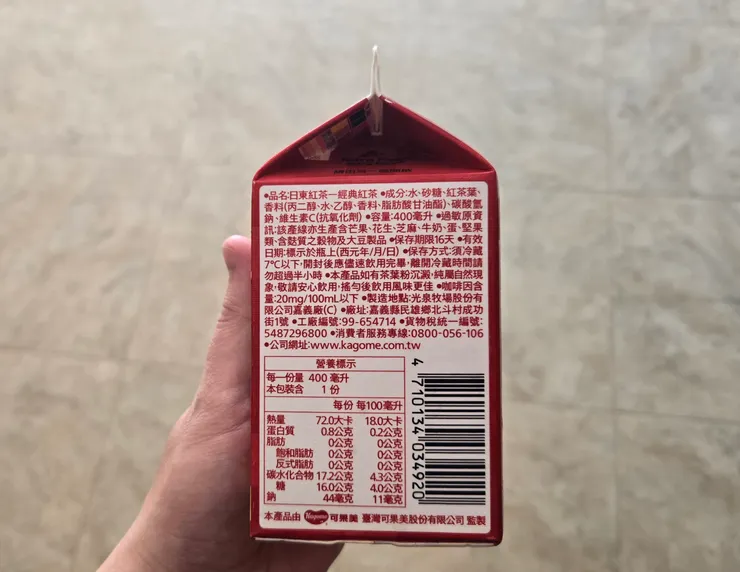 •品名:日東紅茶—經典紅茶 •成分:水、砂糖、紅茶葉、
香料(丙二醇、水、乙醇、香料、脂肪酸甘油酯)、碳酸氫
鈉、維生素C(抗氧化劑) •容量:400毫升 •過敏原資
訊:該產線亦生產含芒果、花生、芝麻、牛奶、蛋、堅果
類、含麩質之穀物及大豆製品 •保存期限16天 •有效
日期:標示於瓶上(西元年/月/日) •保存方式:須冷藏
7℃以下,開封後應儘速飲用完畢,離開冷藏時間請
勿超過半小時 •本產品如有茶葉粉沉澱,純屬自然現
象,敬請安心飲用,搖勻後飲用風味更佳 •咖啡因含
量:20mg/100mL以下 •製造地點:光泉牧場股份有
限公司嘉義廠(C) •廠址:嘉義縣民雄鄉北斗村成功
街1號 •工廠編號:99-654714 •貨物稅統一編號:
5487296800 •消費者服務專線:0800-056-106
•公司網址:www.kagome.com.tw
營養標示
每一份量 400 毫升
本包裝含 1 份
每份 每100毫升
熱量 72.0大卡 18.0大卡
蛋白質 0.8公克 0.2公克
脂肪 0公克 0公克
飽和脂肪 0公克 0公克
反式脂肪 0公克 0公克
碳水化合物 17.2公克 4.3公克
糖 16.0公克 4.0公克
鈉 44毫克 11毫克
4 710134 034920
本產品由 Kagome 可果美 臺灣可果美股份有限公司 監製